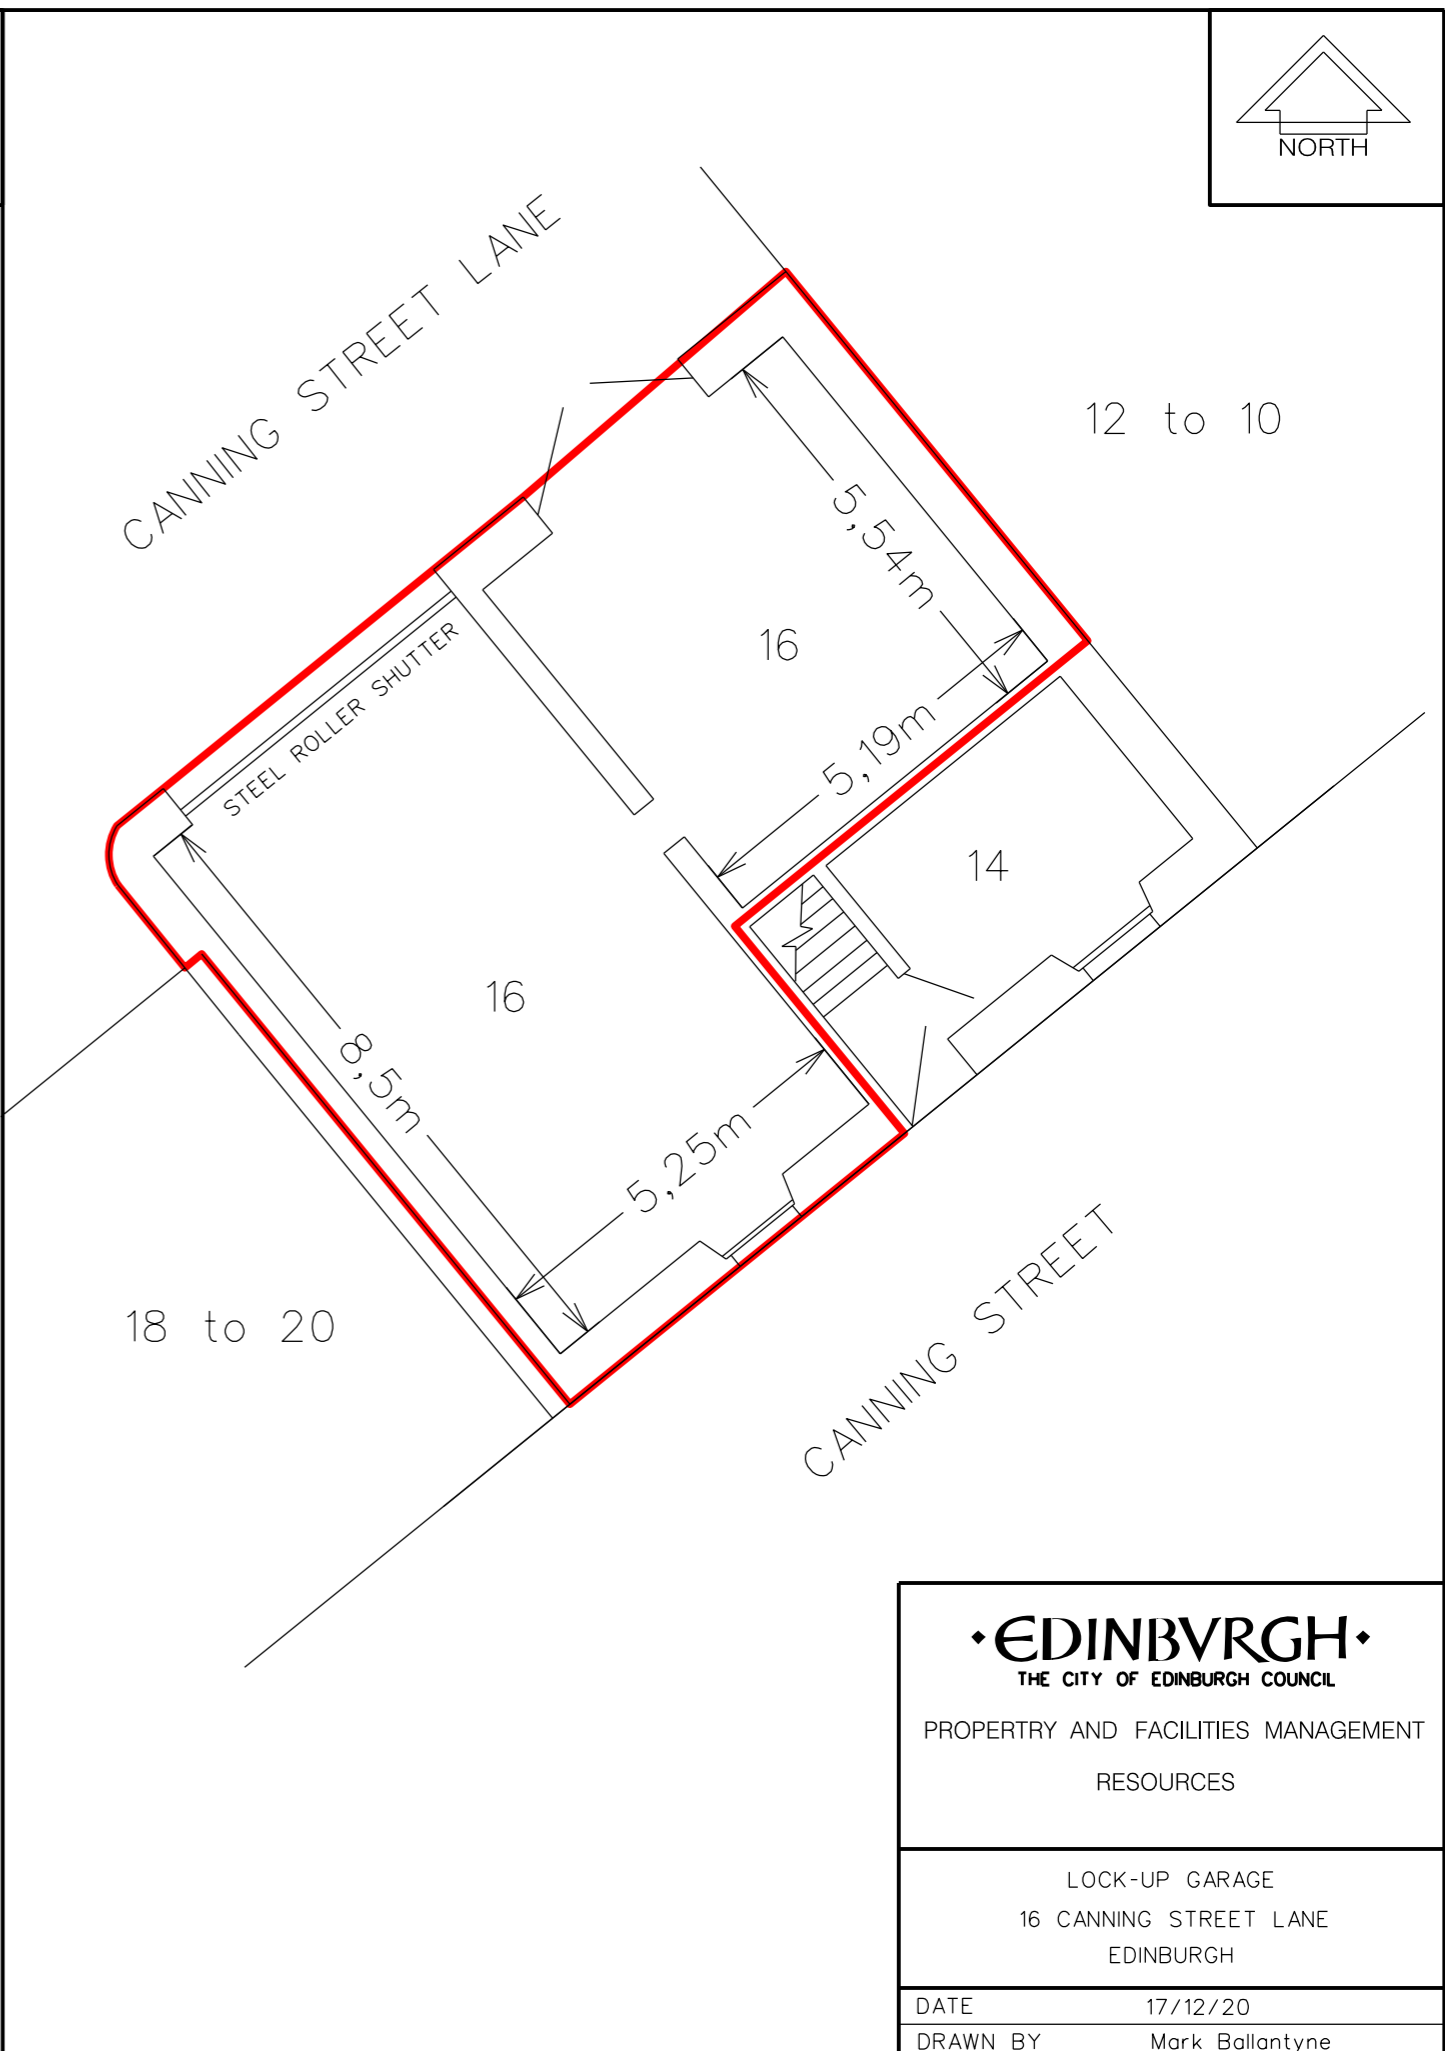 NORTH
CANNING STREET LANE
12 to 10
5,54m
16
STEEL ROLLER SHUTTER
5,19m
14
16
8,5m
5,25m
18 to 20
CANNING STREET
•EDINBVRGH•
THE CITY OF EDINBURGH COUNCIL
PROPERTRY AND FACILITIES MANAGEMENT
RESOURCES
LOCK-UP GARAGE
16 CANNING STREET LANE
EDINBURGH
DATE 17/12/20
DRAWN BY Mark Ballantyne